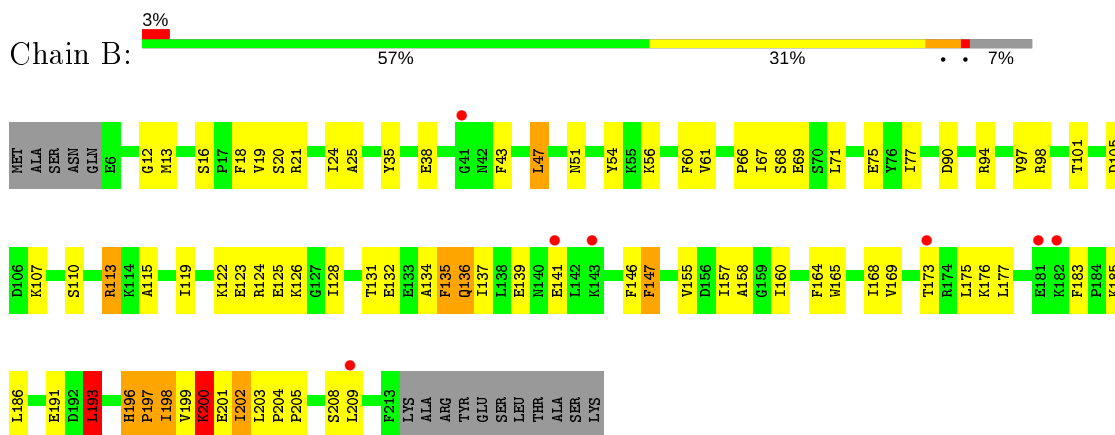 3%
Chain B:
57% 31% • • 7%
MET ALA SER ASN GLN E6 G12 M13 S16 P17 F18 V19 S20 R21 I24 A25 Y35 E38 G41 N42 F43 L47 N51 Y54 K55 K56 F60 V61 P66 I67 S68 E69 S70 L71 E75 Y76 I77 D90 R94 V97 R98 T101 D105
D106 K107 S110 R113 K114 A115 I119 K122 E123 R124 E125 K126 G127 I128 T131 E132 E133 A134 F135 Q136 I137 L138 E139 N140 E141 L142 K143 F146 F147 V155 D156 I157 A158 G159 I160 F164 W165 I168 V169 T173 R174 L175 K176 L177 E181 K182 F183 P184 K185
L186 E191 D192 L193 H196 P197 I198 V199 K200 E201 I202 L203 P204 P205 S208 L209 F213 LYS ALA ARG TYR GLU SER LEU THR ALA SER LYS